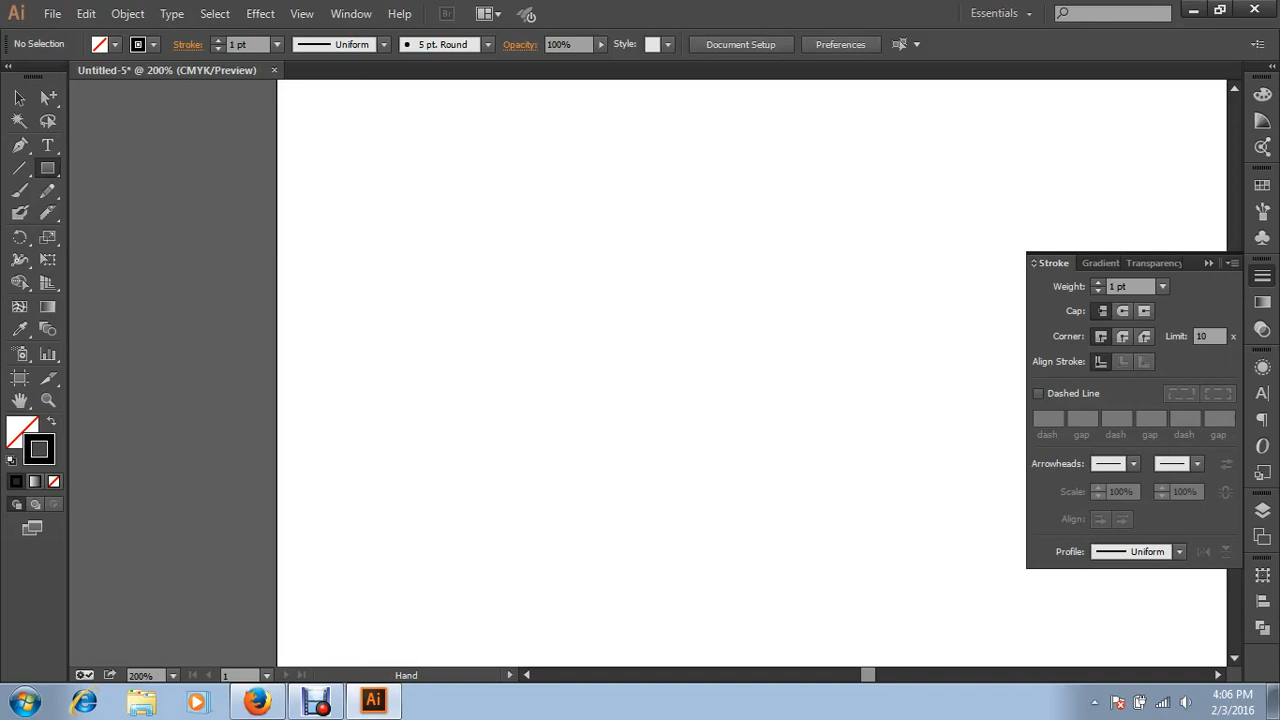 Ai File Edit Object Type Select Effect View Window Help Br Essentials
No Selection Stroke: 1 pt Uniform 5 pt. Round Opacity: 100% Style: Document Setup Preferences
Untitled-5* @ 200% (CMYK/Preview)
Stroke Gradient Transparency
Weight: 1 pt
Cap:
Corner: Limit: 10 x
Align Stroke:
Dashed Line
dash gap dash gap dash gap
Arrowheads:
Scale: 100% 100%
Align:
Profile: Uniform
200% 1 Hand
Ai
4:06 PM
2/3/2016